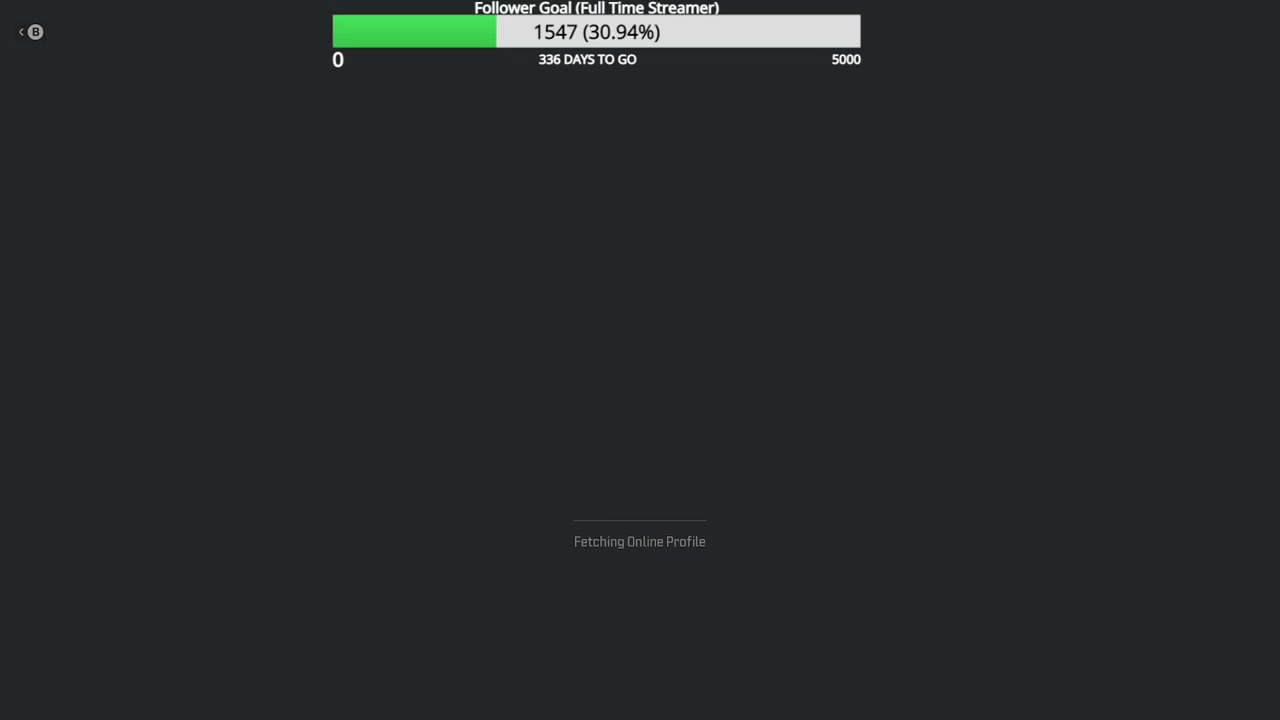 Follower Goal (Full Time Streamer)
B
1547 (30.94%)
0
336 DAYS TO GO
5000
Fetching Online Profile